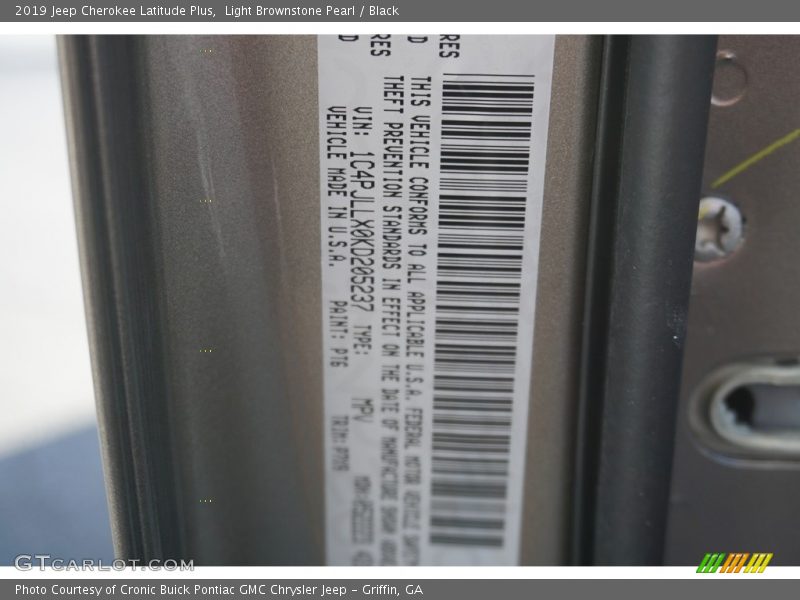 2019 Jeep Cherokee Latitude Plus,  Light Brownstone Pearl / Black
RES
D
RES
D
THIS VEHICLE CONFORMS TO ALL APPLICABLE U.S.A. FEDERAL MOTOR VEHICLE SAFETY
THEFT PREVENTION STANDARDS IN EFFECT ON THE DATE OF MANUFACTURE SHOWN ABOVE
VIN: 1C4PJLLX0KD205237 TYPE: MPV
VEHICLE MADE IN U.S.A. PAINT: PT6 TRIM:
GTCARLOT.COM
Photo Courtesy of Cronic Buick Pontiac GMC Chrysler Jeep – Griffin, GA